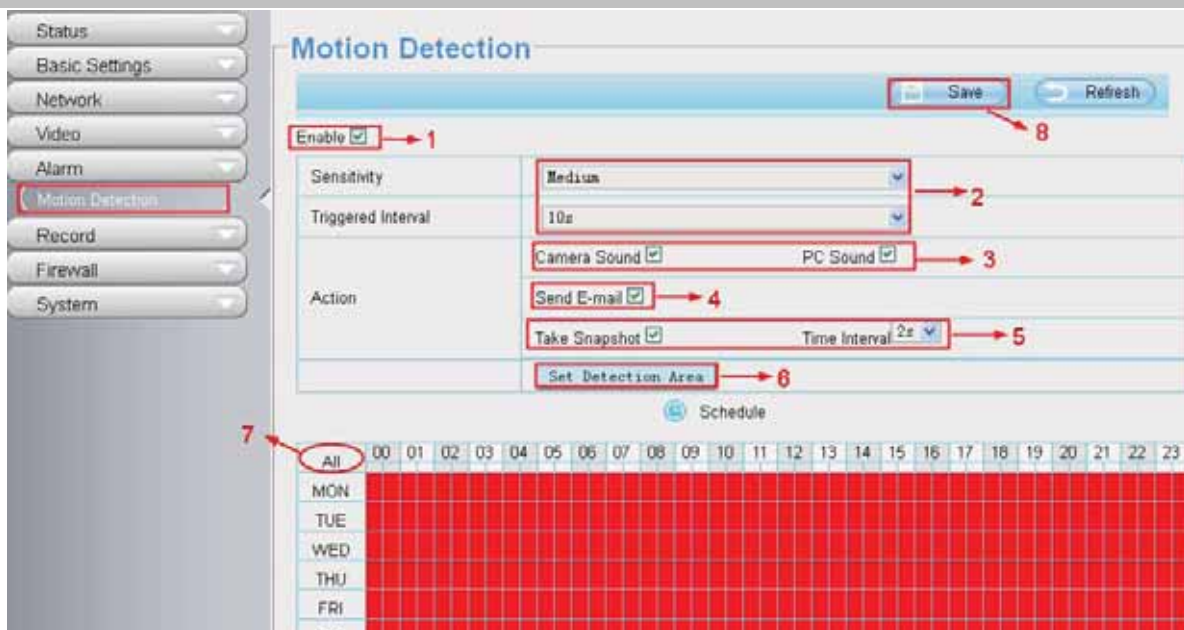 Status
Basic Settings
Network
Video
Alarm
Motion Detection
Record
Firewall
System
Motion Detection
Save
Refresh
8
Enable
1
Sensitivity
Medium
2
Triggered Interval
10s
Camera Sound
PC Sound
3
Action
Send E-mail
4
Take Snapshot
Time Interval
2s
5
Set Detection Area
6
Schedule
7
All 00 01 02 03 04 05 06 07 08 09 10 11 12 13 14 15 16 17 18 19 20 21 22 23
MON
TUE
WED
THU
FRI